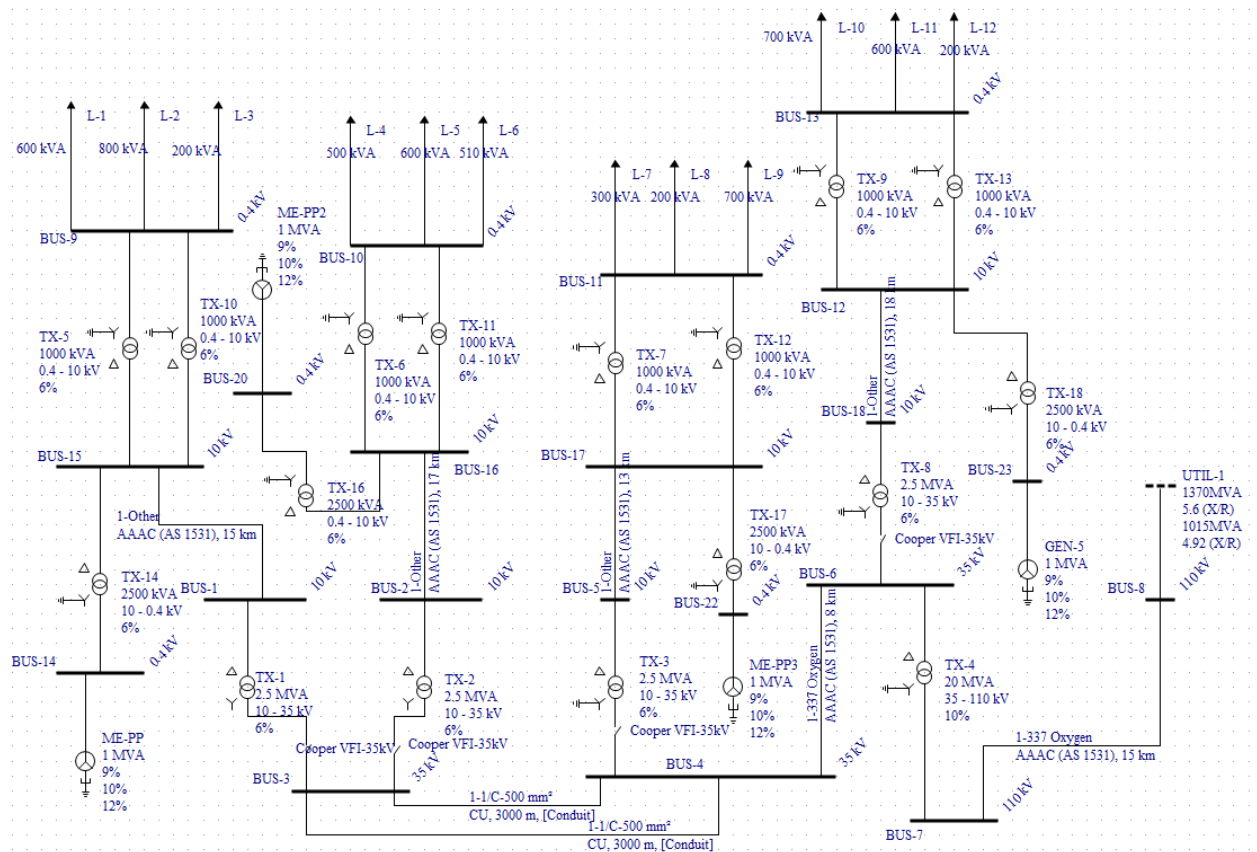 700 kVA
L-10
L-11
L-12
600 kVA
200 kVA
0.4 kV
BUS-13
L-1
L-2
L-3
600 kVA
800 kVA
200 kVA
0.4 kV
BUS-9
L-4
L-5
L-6
500 kVA
600 kVA
510 kVA
0.4 kV
BUS-10
L-7
L-8
L-9
300 kVA
200 kVA
700 kVA
0.4 kV
BUS-11
TX-9
1000 kVA
0.4 - 10 kV
6%
TX-13
1000 kVA
0.4 - 10 kV
6%
10 kV
BUS-12
ME-PP2
1 MVA
9%
10%
12%
TX-5
1000 kVA
0.4 - 10 kV
6%
TX-10
1000 kVA
0.4 - 10 kV
6%
BUS-20
0.4 kV
TX-6
1000 kVA
0.4 - 10 kV
6%
TX-11
1000 kVA
0.4 - 10 kV
6%
TX-7
1000 kVA
0.4 - 10 kV
6%
TX-12
1000 kVA
0.4 - 10 kV
6%
1-Other
AAAC (AS 1531), 18 km
BUS-18
10 kV
TX-18
2500 kVA
10 - 0.4 kV
6%
BUS-23
0.4 kV
BUS-15
10 kV
BUS-16
10 kV
BUS-17
10 kV
TX-16
2500 kVA
0.4 - 10 kV
6%
1-Other
AAAC (AS 1531), 15 km
1-Other
AAAC (AS 1531), 17 km
1-Other
AAAC (AS 1531), 13 km
TX-17
2500 kVA
10 - 0.4 kV
6%
TX-8
2.5 MVA
10 - 35 kV
6%
Cooper VFI-35kV
UTIL-1
1370MVA
5.6 (X/R)
1015MVA
4.92 (X/R)
TX-14
2500 kVA
10 - 0.4 kV
6%
BUS-1
10 kV
BUS-2
10 kV
BUS-5
10 kV
BUS-22
0.4 kV
BUS-6
35 kV
GEN-5
1 MVA
9%
10%
12%
BUS-8
110 kV
BUS-14
0.4 kV
TX-1
2.5 MVA
10 - 35 kV
6%
TX-2
2.5 MVA
10 - 35 kV
6%
TX-3
2.5 MVA
10 - 35 kV
6%
ME-PP3
1 MVA
9%
10%
12%
1-337 Oxygen
AAAC (AS 1531), 8 km
TX-4
20 MVA
35 - 110 kV
10%
ME-PP
1 MVA
9%
10%
12%
Cooper VFI-35kV
Cooper VFI-35kV
Cooper VFI-35kV
BUS-3
35 kV
BUS-4
35 kV
1-337 Oxygen
AAAC (AS 1531), 15 km
1-1/C-500 mm²
CU, 3000 m, [Conduit]
1-1/C-500 mm²
CU, 3000 m, [Conduit]
BUS-7
110 kV